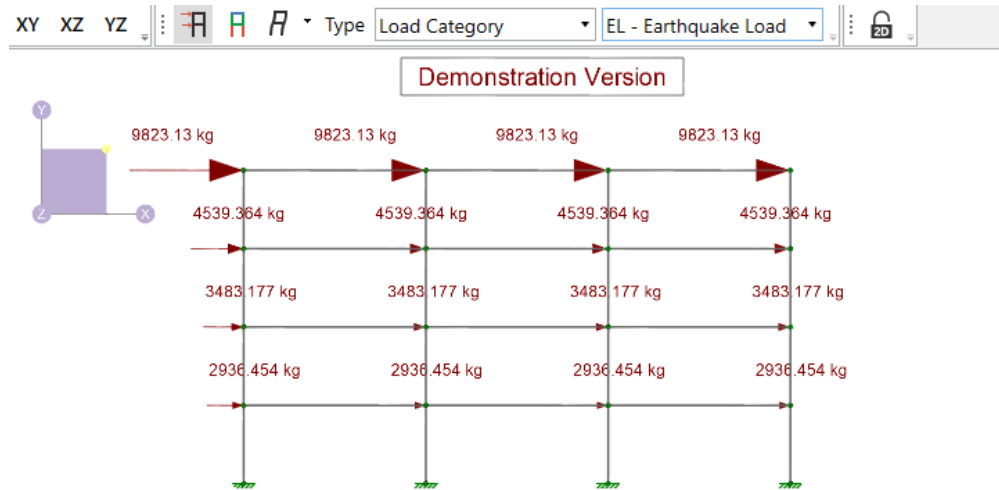 XY XZ YZ Type Load Category EL - Earthquake Load 2D
Demonstration Version
Y
9823.13 kg 9823.13 kg 9823.13 kg 9823.13 kg
Z X 4539.364 kg 4539.364 kg 4539.364 kg 4539.364 kg
3483.177 kg 3483.177 kg 3483.177 kg 3483.177 kg
2936.454 kg 2936.454 kg 2936.454 kg 2936.454 kg